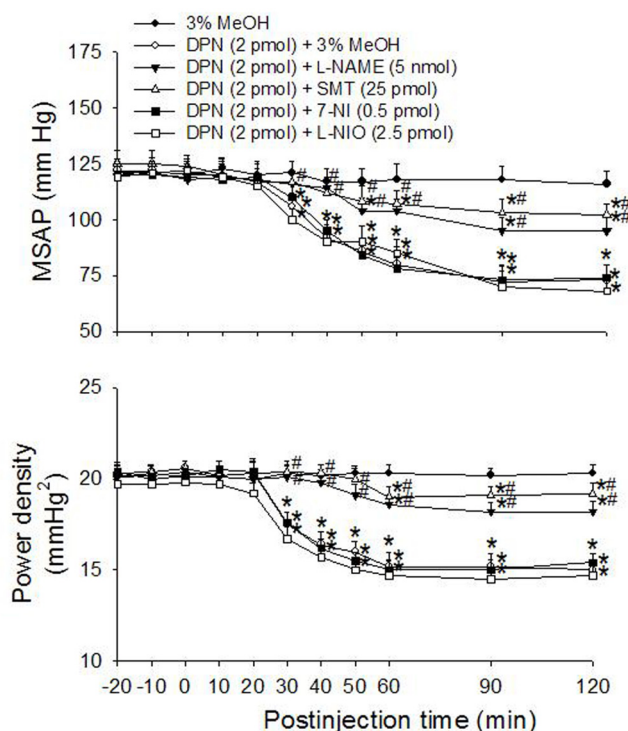 3% MeOH
DPN (2 pmol) + 3% MeOH
DPN (2 pmol) + L-NAME (5 nmol)
DPN (2 pmol) + SMT (25 pmol)
DPN (2 pmol) + 7-NI (0.5 pmol)
DPN (2 pmol) + L-NIO (2.5 pmol)
MSAP (mm Hg)
175
150
125
100
75
50
Power density
(mmHg²)
25
20
15
10
-20 -10 0 10 20 30 40 50 60 90 120
Postinjection time (min)